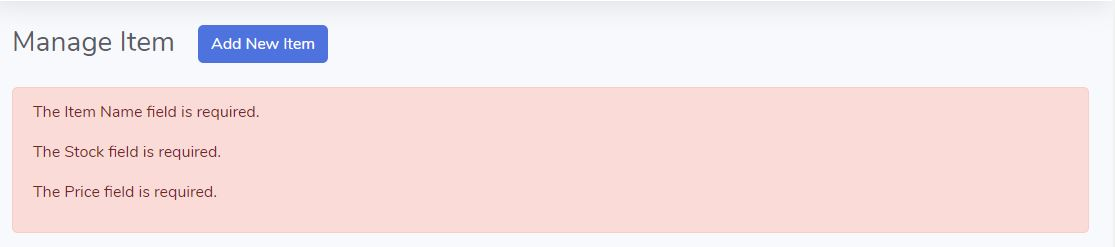 Manage Item Add New Item
The Item Name field is required.
The Stock field is required.
The Price field is required.